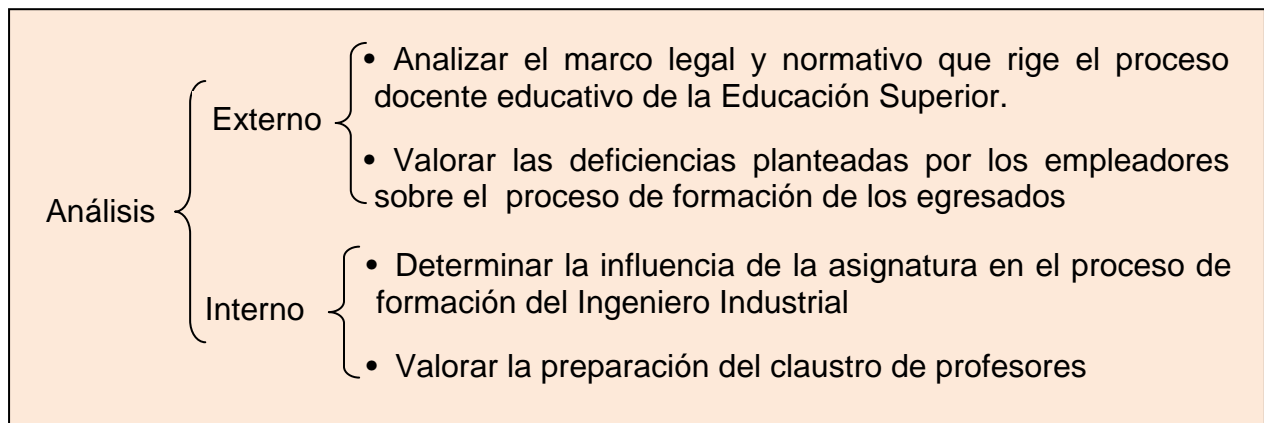 • Analizar el marco legal y normativo que rige el proceso
docente educativo de la Educación Superior.
Externo
• Valorar las deficiencias planteadas por los empleadores
sobre el proceso de formación de los egresados
Análisis
• Determinar la influencia de la asignatura en el proceso de
formación del Ingeniero Industrial
Interno
• Valorar la preparación del claustro de profesores